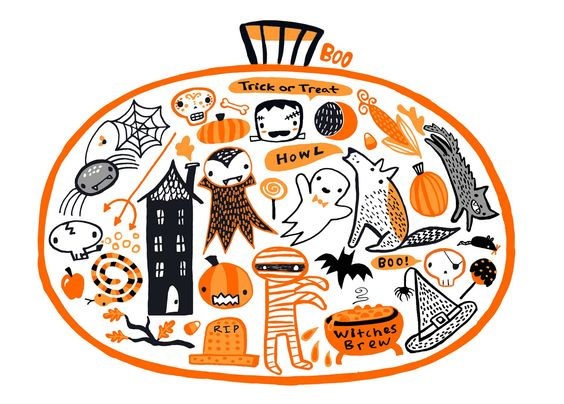 BOO
Trick or Treat
HOWL
BOO!
RIP
WITCHES
BREW